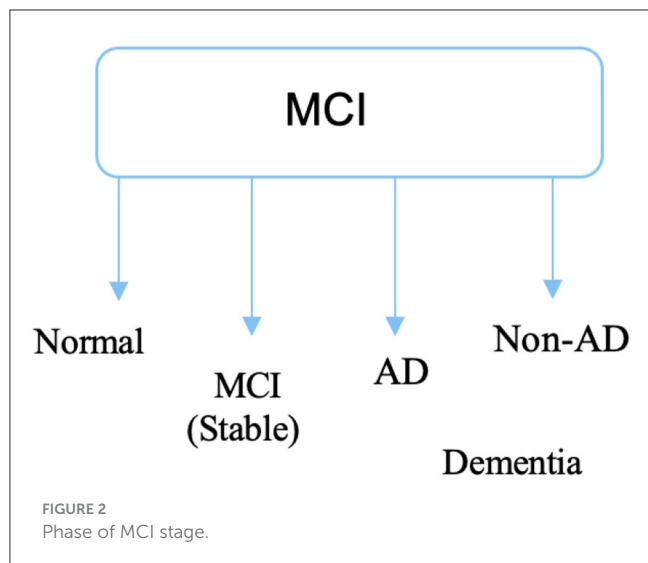 MCI
Normal
MCI
(Stable)
AD
Non-AD
Dementia
FIGURE 2
Phase of MCI stage.